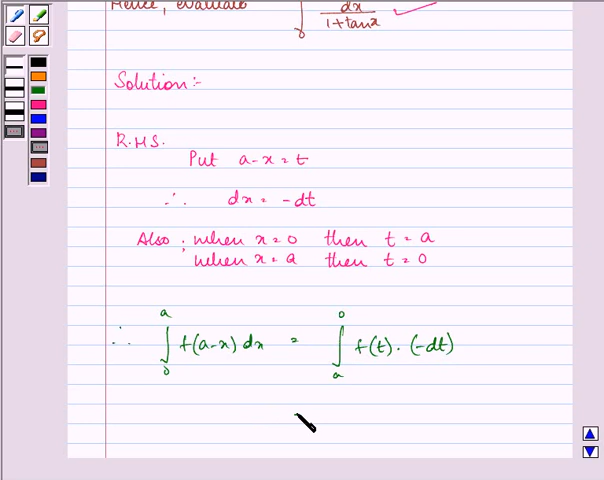 Hence, evaluate ∫₀ dx / 1+tanx ✓
Solution:-
R.H.S.
Put a-x = t
∴ dx = -dt
Also; when x=0 then t = a
when x = a then t = 0
∴ ∫₀ᵃ f(a-x) dx = ∫ₐ⁰ f(t) · (-dt)